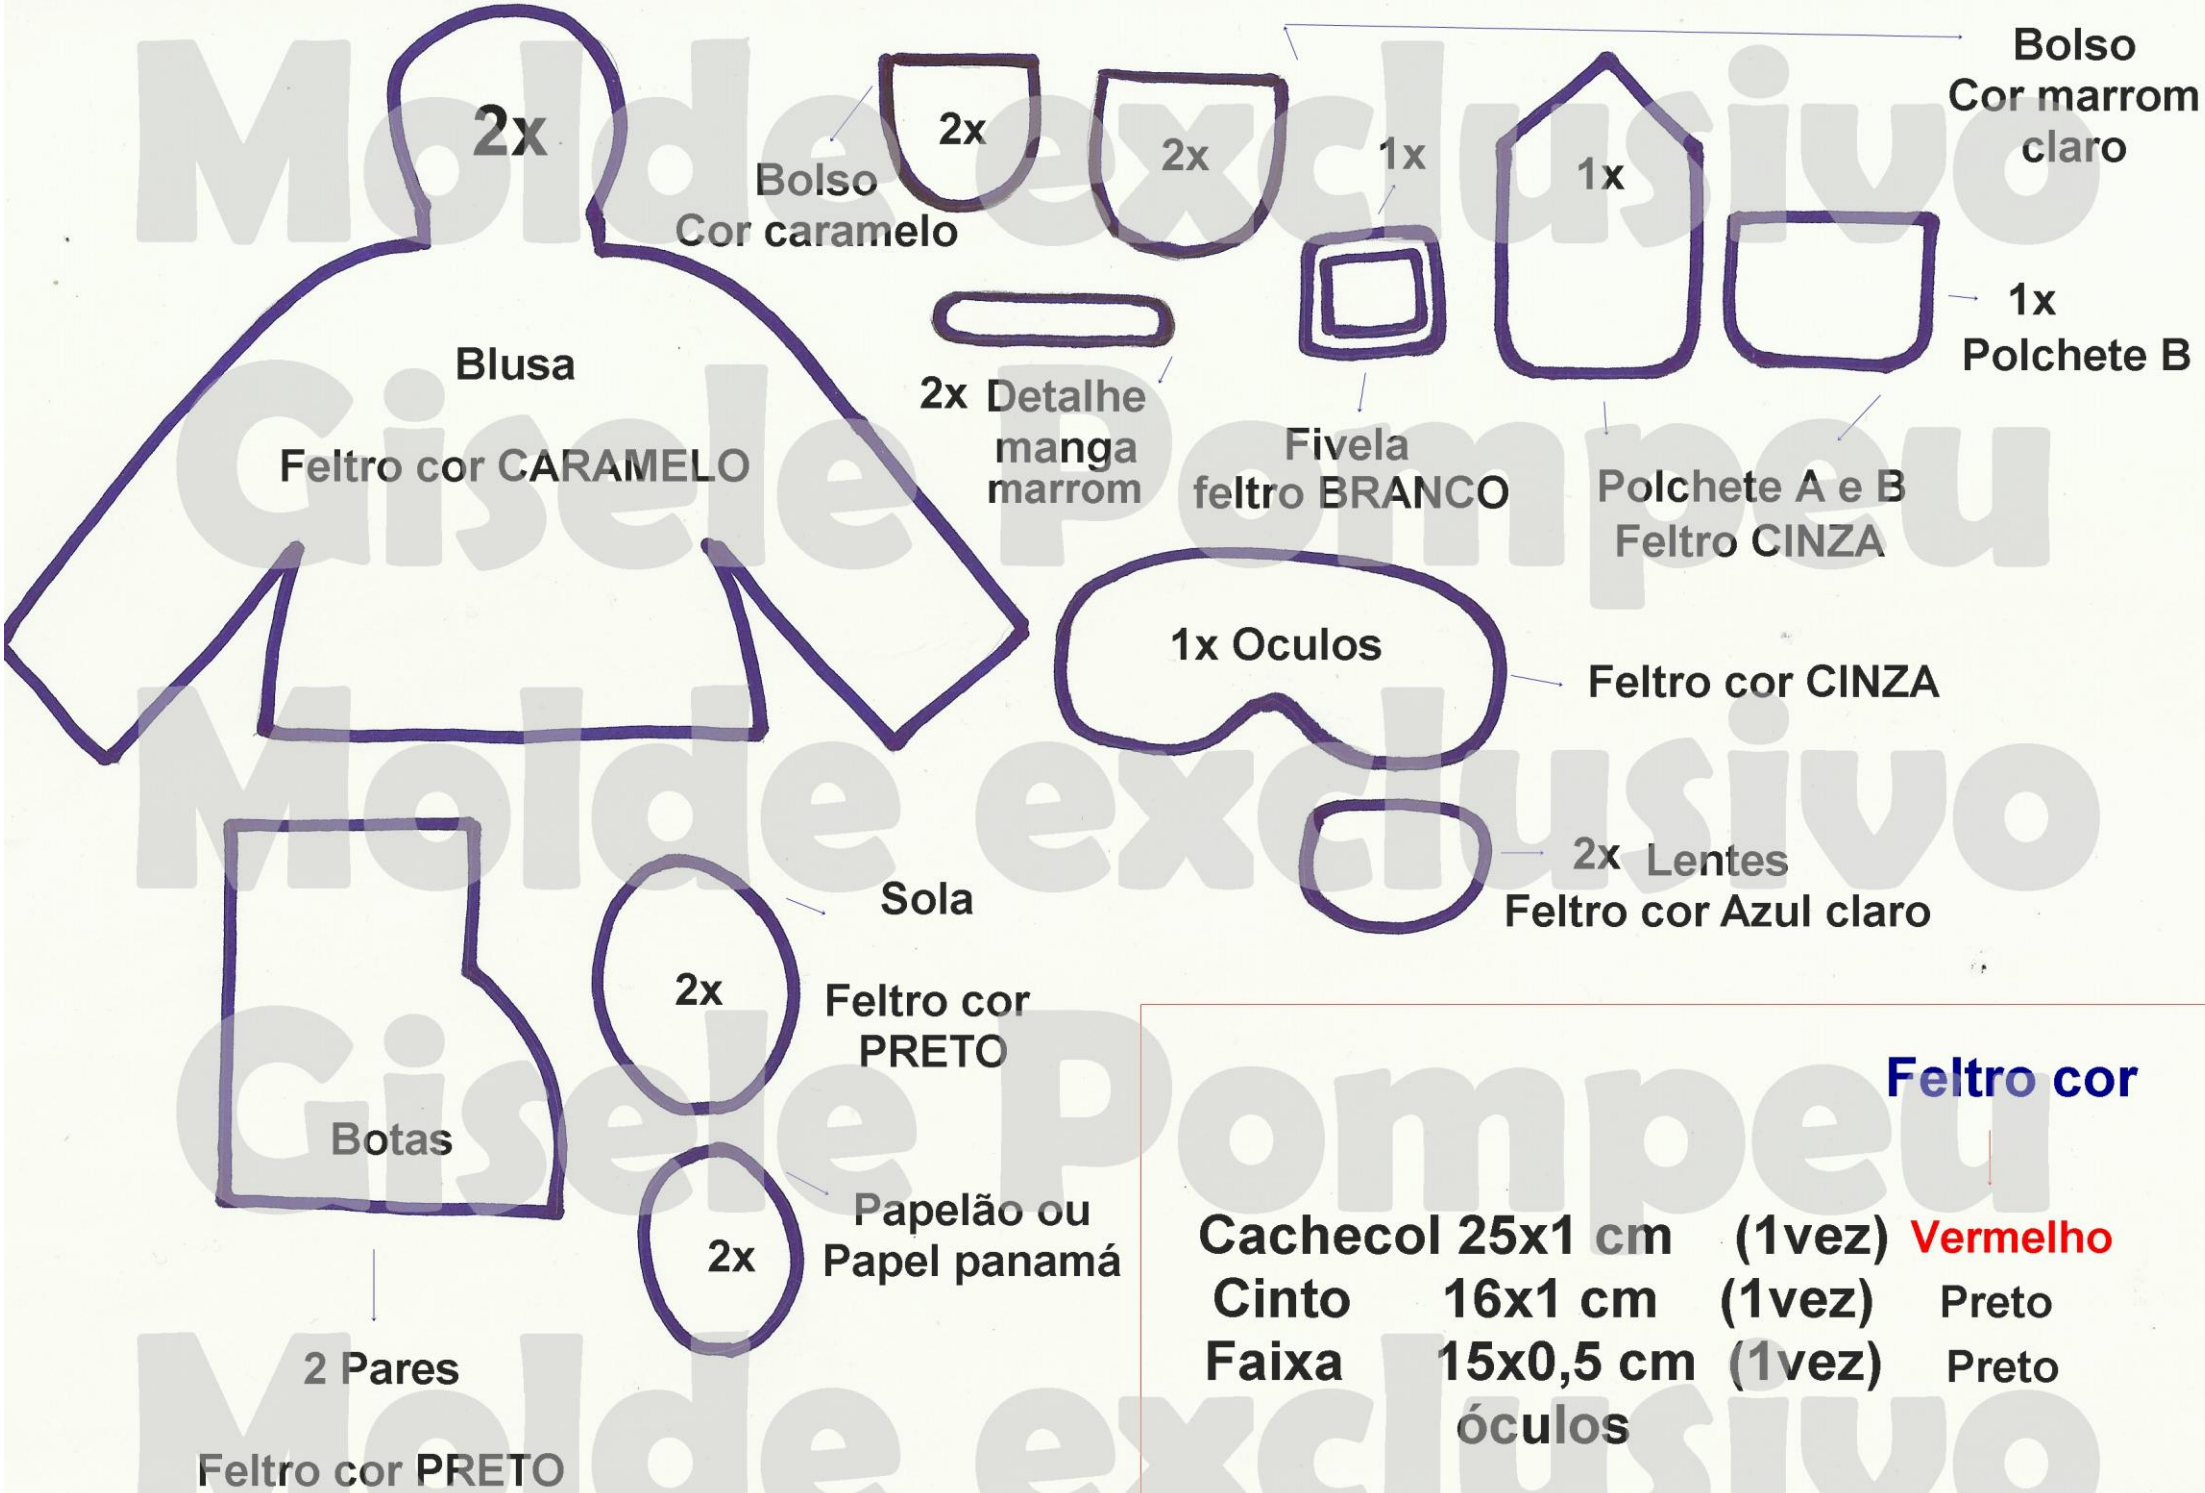 Molde exclusivo
Gisele Pompeu
Molde exclusivo
Gisele Pompeu
Molde exclusivo
2x
Blusa
Feltro cor CARAMELO
2x
Bolso
Cor caramelo
2x
Bolso
Cor marrom
claro
2x Detalhe
manga
marrom
1x
Fivela
feltro BRANCO
1x
1x
Polchete B
Polchete A e B
Feltro CINZA
1x Oculos
Feltro cor CINZA
2x Lentes
Feltro cor Azul claro
Botas
2 Pares
Feltro cor PRETO
Sola
2x
Feltro cor
PRETO
2x
Papelão ou
Papel panamá
Feltro cor
Cachecol 25x1 cm (1vez) Vermelho
Cinto 16x1 cm (1vez) Preto
Faixa 15x0,5 cm (1vez) Preto
óculos